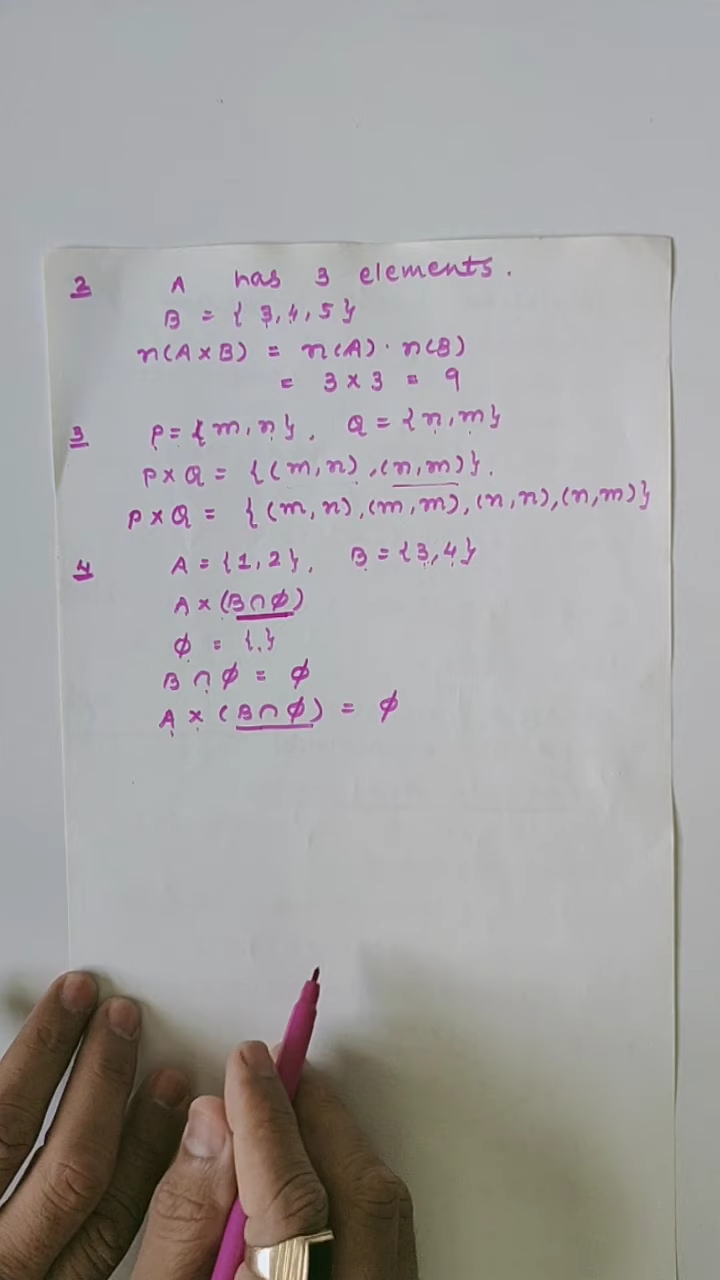 2 A has 3 elements.
B = {3,4,5}
n(A×B) = n(A)·n(B)
= 3×3 = 9
3 P={m,n}, Q={n,m}
P×Q = {(m,n),(n,m)}.
P×Q = {(m,n),(m,m),(n,n),(n,m)}
4 A={1,2}, B={3,4}
A×(B∩ϕ)
ϕ = {.}
B∩ϕ = ϕ
A×(B∩ϕ) = ϕ